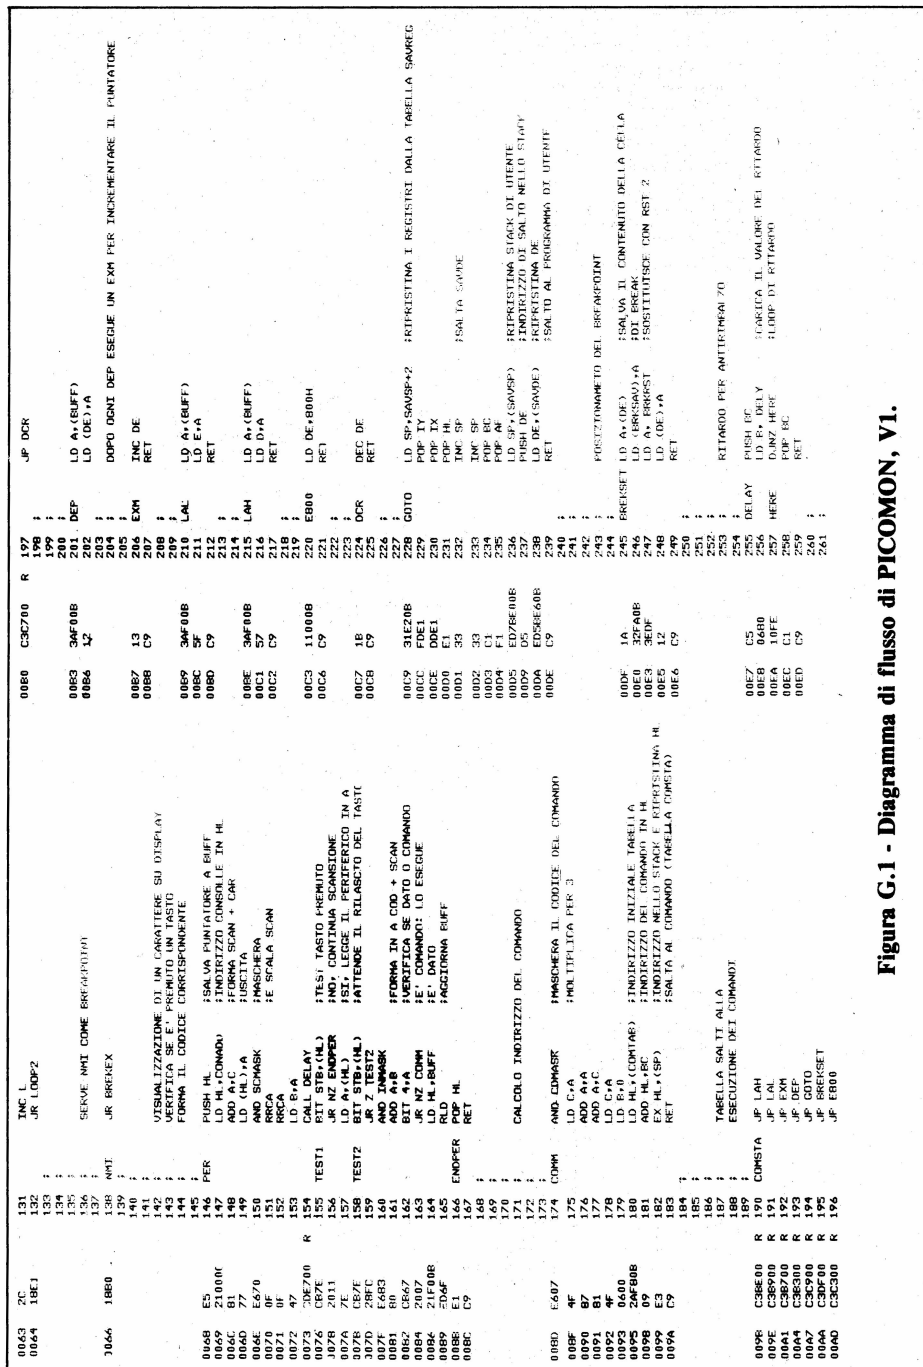 0063 2C 131 INC L
0064 18E1 132 JR LOOP2
133 ;
134 ;
135 ;
136 ; SERVE NMI COME BREAKPOINT
137 ;
0066 18B0 138 NMI JR BREKEX
139 ;
140 ;
141 ;
142 ; VISUALIZZAZIONE DI UN CARATTERE SU DISPLAY
143 ; VERIFICA SE E' PREMUTO UN TASTO
144 ; FORMA IL CODICE CORRISPONDENTE
145 ;
0068 E5 146 PER PUSH HL ;SALVA PUNTATORE A BUFF
0069 21000C 147 LD HL,CONADD ;INDIRIZZO CONSOLLE IN HL
006C 81 148 ADD A,C ;FORMA SCAN + CAR
006D 77 149 LD (HL),A ;USCITA
006E E670 150 AND SCMASK ;MASCHERA
0070 0F 151 RRCA ;E SCALA SCAN
0071 0F 152 RRCA
0072 47 153 LD B,A
0073 CDE700 R 154 CALL DELAY
0076 CB7E 155 TEST1 BIT STB,(HL) ;TEST TASTO PREMUTO
0078 2011 156 JR NZ ENDPER ;NO, CONTINUA SCANSIONE
007A 7E 157 LD A,(HL) ;SI, LEGGE IL PERIFERICO IN A
007B CB7E 158 TEST2 BIT STB,(HL) ;ATTENDE IL RILASCIO DEL TASTO
007D 28FC 159 JR Z TEST2
007F E683 160 AND INMASK
0081 80 161 ADD A,B ;FORMA IN A COD + SCAN
0082 CB67 162 BIT 4,A ;VERIFICA SE DATO O COMANDO
0084 2007 163 JR NZ COMM ;E' COMANDO: LO ESEGUE
0086 21F00B 164 LD HL,BUFF ;E' DATO
0089 ED6F 165 RLD ;AGGIORNA BUFF
008B E1 166 ENDPER POP HL
008C C9 167 RET
168 ;
169 ;
170 ;
171 ; CALCOLO INDIRIZZO DEL COMANDO
172 ;
173 ;
008D E607 174 COMM AND COMASK ;MASCHERA IL CODICE DEL COMANDO
008F 4F 175 LD C,A ;MOLTIPLICA PER 3
0090 87 176 ADD A,A
0091 81 177 ADD A,C
0092 4F 178 LD C,A
0093 0600 179 LD B,0
0095 2AF80B 180 LD HL,(COMTAB) ;INDIRIZZO INIZIALE TABELLA
0098 09 181 ADD HL,BC ;INDIRIZZO DEL COMANDO IN HL
0099 E3 182 EX HL,(SP) ;INDIRIZZO NELLO STACK E RIPRISTINA HL
009A C9 183 RET ;SALTA AL COMANDO (TABELLA COMSTA)
184 ;
185 ;
186 ;
187 ; TABELLA SALTI ALLA
188 ; ESECUZIONE DEI COMANDI
189 ;
009B C3BE00 R 190 COMSTA JP LAH
009E C3B900 R 191 JP LAL
00A1 C3B700 R 192 JP EXM
00A4 C3B300 R 193 JP DEP
00A7 C3C900 R 194 JP GOTO
00AA C3DF00 R 195 JP BREKSET
00AD C3C300 R 196 JP E800
00B0 C3C700 R 197 JP DCR
198 ;
199 ;
200 ;
00B3 3AF00B 201 DEP LD A,(BUFF)
00B6 12 202 LD (DE),A
203 ;
204 ; DOPO OGNI DEP ESEGUE UN EXM PER INCREMENTARE IL PUNTATORE
205 ;
00B7 13 206 EXM INC DE
00B8 C9 207 RET
208 ;
209 ;
00B9 3AF00B 210 LAL LD A,(BUFF)
00BC 5F 211 LD E,A
00BD C9 212 RET
213 ;
214 ;
00BE 3AF00B 215 LAH LD A,(BUFF)
00C1 57 216 LD D,A
00C2 C9 217 RET
218 ;
219 ;
00C3 110008 220 E800 LD DE,800H
00C6 C9 221 RET
222 ;
223 ;
00C7 1B 224 DCR DEC DE
00C8 C9 225 RET
226 ;
227 ;
00C9 31E20B 228 GOTO LD SP,SAVSP+2 ;RIPRISTINA I REGISTRI DALLA TABELLA SAVREG
00CC FDE1 229 POP IY
00CE DDE1 230 POP IX
00D0 E1 231 POP HL
00D1 33 232 INC SP ;SALTA SAVDE
00D2 33 233 INC SP
00D3 C1 234 POP BC
00D4 F1 235 POP AF
00D5 ED7BE00B 236 LD SP,(SAVSP) ;RIPRISTINA STACK DI UTENTE
00D9 D5 237 PUSH DE ;INDIRIZZO DI SALTO NELLO STACK
00DA ED5BE60B 238 LD DE,(SAVDE) ;RIPRISTINA DE
00DE C9 239 RET ;SALTO AL PROGRAMMA DI UTENTE
240 ;
241 ;
242 ;
243 ; POSIZIONAMETO DEL BREAKPOINT
244 ;
00DF 1A 245 BREKSET LD A,(DE) ;SALVA IL CONTENUTO DELLA CELLA
00E0 32FA0B 246 LD (BRKSAV),A ;DI BREAK
00E3 3EDF 247 LD A, BRKRST ;SOSTITUISCE CON RST 2
00E5 12 248 LD (DE),A
00E6 C9 249 RET
250 ;
251 ;
252 ;
253 ; RITARDO PER ANTIRIMBALZO
254 ;
00E7 C5 255 DELAY PUSH BC
00E8 0680 256 LD B, DELY ;CARICA IL VALORE DEL RITARDO
00EA 10FE 257 HERE DJNZ HERE ;LOOP DI RITARDO
00EC C1 258 POP BC
00ED C9 259 RET
260 ;
261 ;
Figura G.1 - Diagramma di flusso di PICOMON, V1.